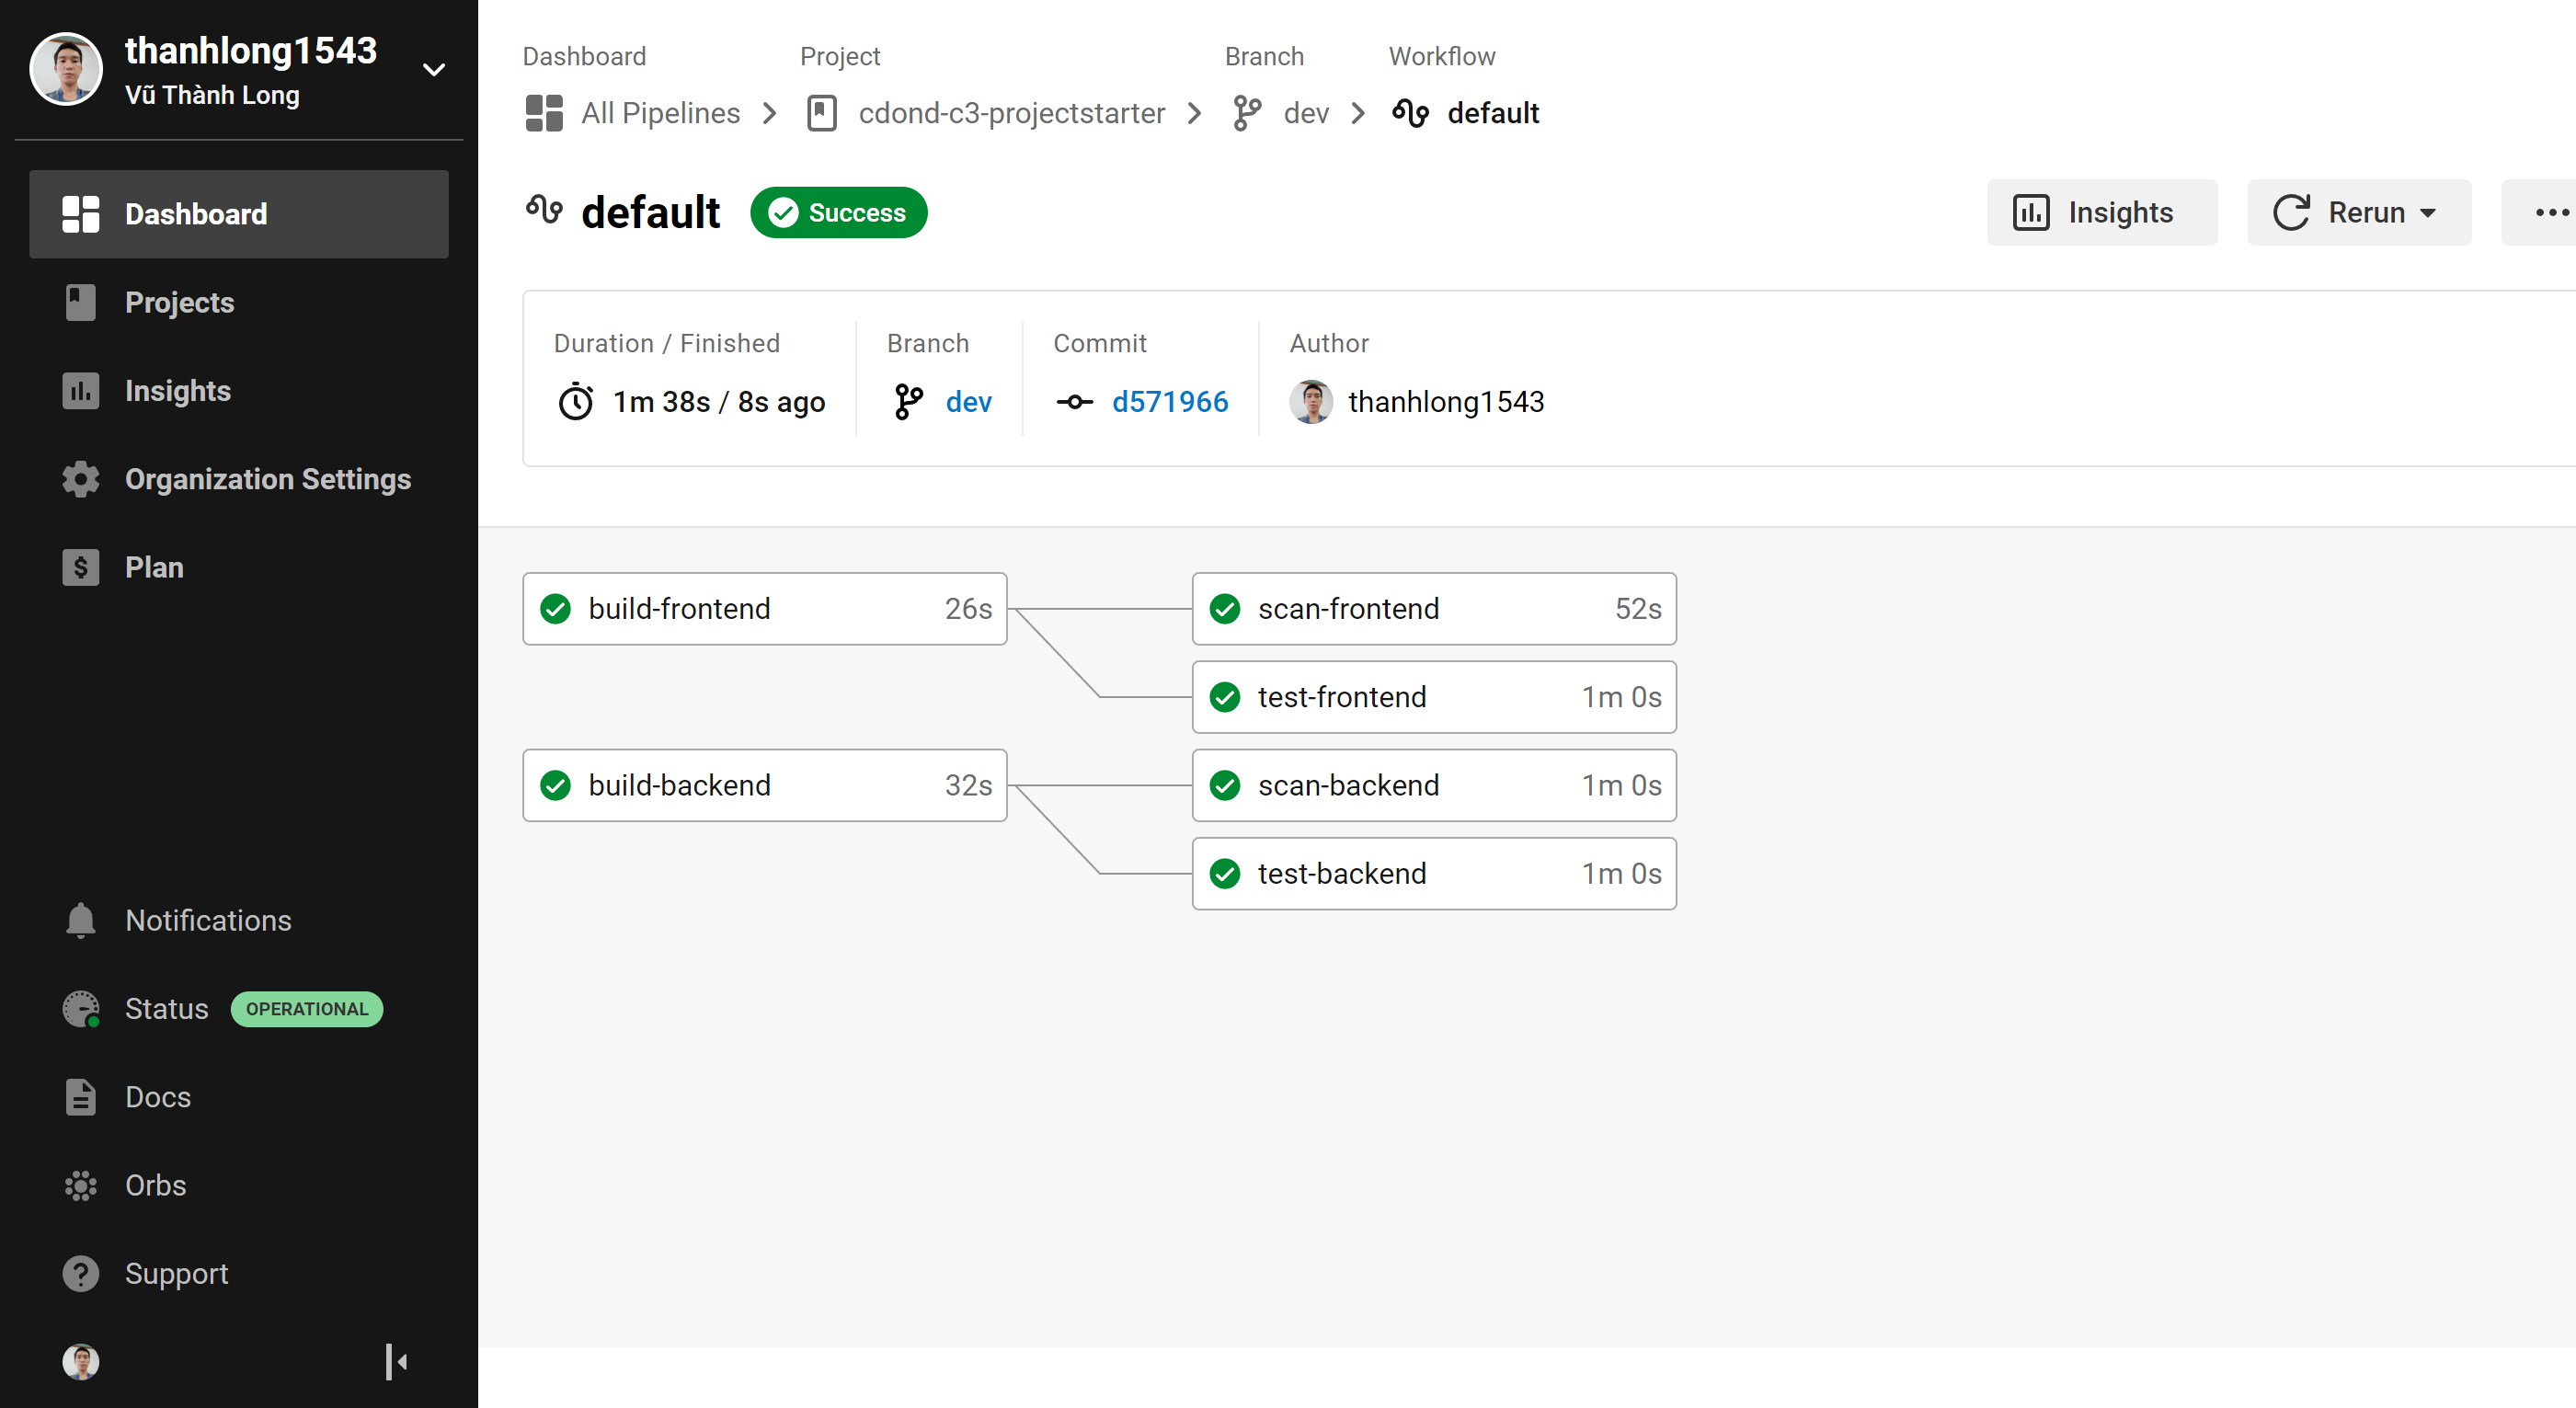 thanhlong1543
Vũ Thành Long
Dashboard
Projects
Insights
Organization Settings
Plan
Notifications
Status OPERATIONAL
Docs
Orbs
Support
Dashboard Project Branch Workflow
All Pipelines cdond-c3-projectstarter dev default
default Success
Insights Rerun
Duration / Finished Branch Commit Author
1m 38s / 8s ago dev d571966 thanhlong1543
build-frontend 26s scan-frontend 52s
test-frontend 1m 0s
build-backend 32s scan-backend 1m 0s
test-backend 1m 0s